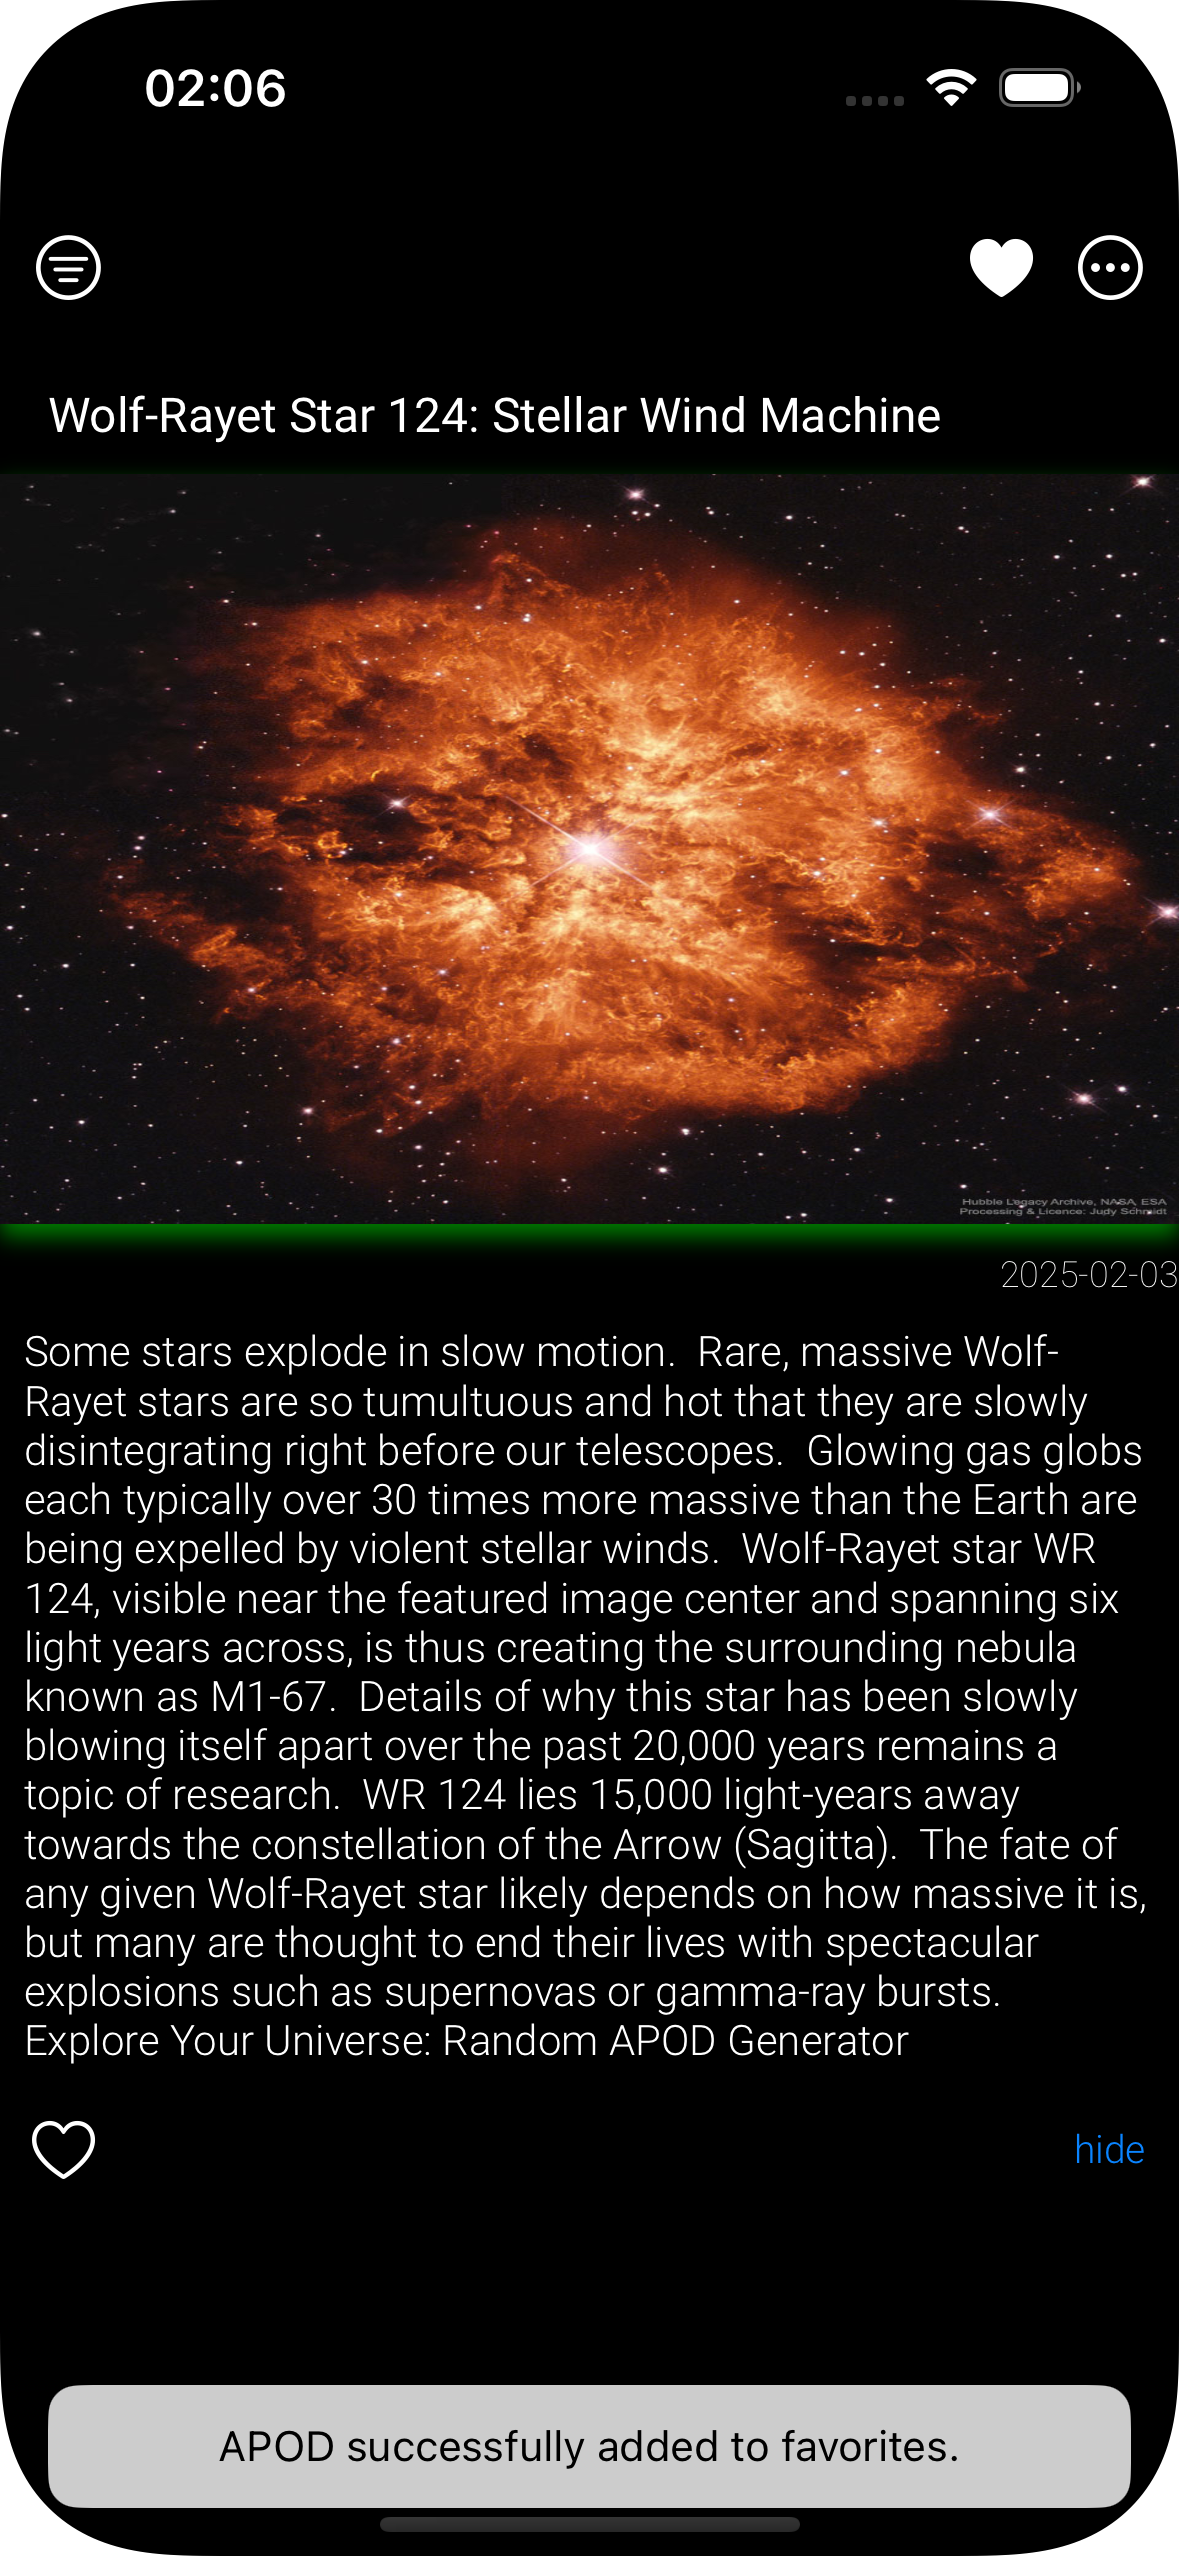 02:06
Wolf-Rayet Star 124: Stellar Wind Machine
Hubble Legacy Archive, NASA, ESA
Processing & Licence: Judy Schmidt
2025-02-03
Some stars explode in slow motion.  Rare, massive Wolf-
Rayet stars are so tumultuous and hot that they are slowly
disintegrating right before our telescopes.  Glowing gas globs
each typically over 30 times more massive than the Earth are
being expelled by violent stellar winds.  Wolf-Rayet star WR
124, visible near the featured image center and spanning six
light years across, is thus creating the surrounding nebula
known as M1-67.  Details of why this star has been slowly
blowing itself apart over the past 20,000 years remains a
topic of research.  WR 124 lies 15,000 light-years away
towards the constellation of the Arrow (Sagitta).  The fate of
any given Wolf-Rayet star likely depends on how massive it is,
but many are thought to end their lives with spectacular
explosions such as supernovas or gamma-ray bursts.
Explore Your Universe: Random APOD Generator
hide
APOD successfully added to favorites.